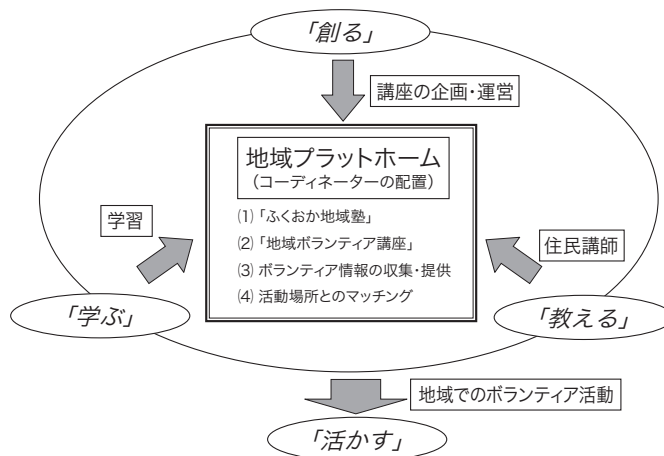 「創る」
講座の企画・運営
地域プラットホーム
（コーディネーターの配置）
⑴「ふくおか地域塾」
⑵「地域ボランティア講座」
⑶ ボランティア情報の収集・提供
⑷ 活動場所とのマッチング
学習
住民講師
「学ぶ」
「教える」
地域でのボランティア活動
「活かす」